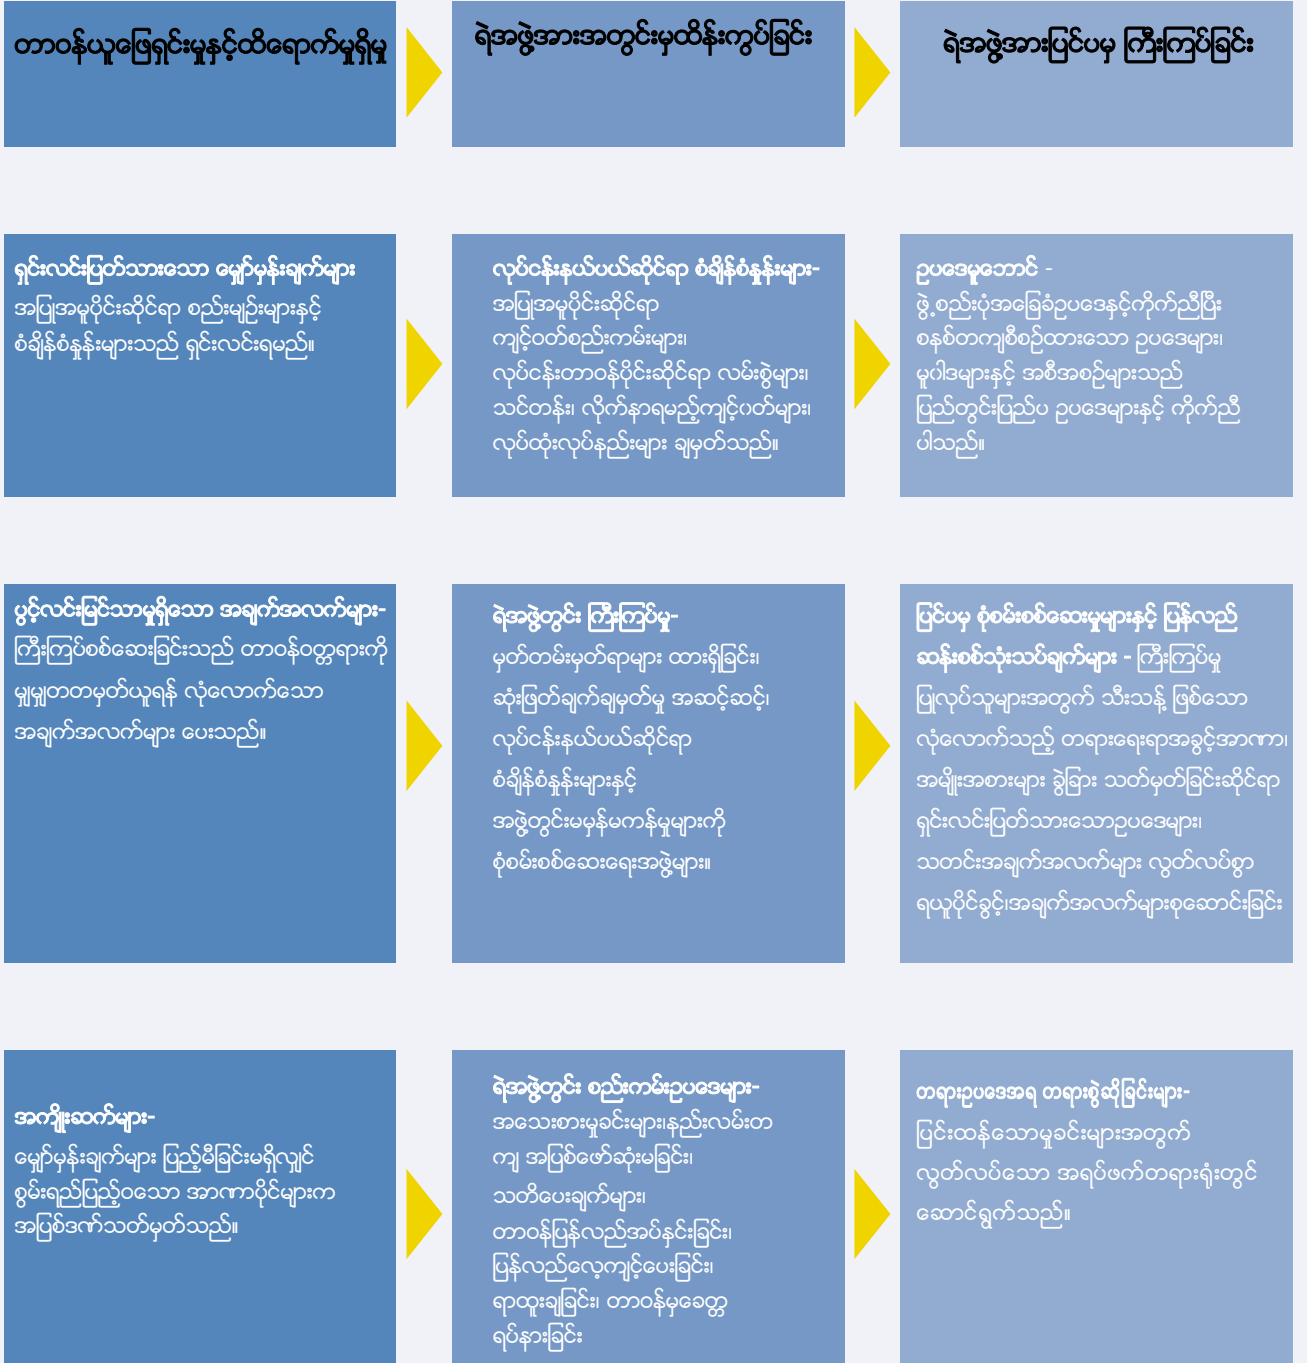 တာဝန်ယူဖြေရှင်းမှုနှင့်ထိရောက်မှုရှိမှု
ရဲအဖွဲ့အားအတွင်းမှထိန်းကွပ်ခြင်း
ရဲအဖွဲ့အားပြင်ပမှ ကြီးကြပ်ခြင်း
ရှင်းလင်းပြတ်သားသော မျှော်မှန်းချက်များ
အပြုအမူပိုင်းဆိုင်ရာ စည်းမျဉ်းများနှင့်
စံချိန်စံနှုန်းများသည် ရှင်းလင်းရမည်။
လုပ်ငန်းနယ်ပယ်ဆိုင်ရာ စံချိန်စံနှုန်းများ-
အပြုအမူပိုင်းဆိုင်ရာ
ကျင့်ဝတ်စည်းကမ်းများ၊
လုပ်ငန်းတာဝန်ပိုင်းဆိုင်ရာ လမ်းစွဲများ၊
သင်တန်း၊ လိုက်နာရမည့်ကျင့်ဂတ်များ၊
လုပ်ထုံးလုပ်နည်းများ ချမှတ်သည်။
ဥပဒေမူဘောင် -
ဖွဲ့စည်းပုံအခြေခံဥပဒေနှင့်ကိုက်ညီပြီး
စနစ်တကျစီစဉ်ထားသော ဥပဒေများ၊
မူဂါဒများနှင့် အစီအစဉ်များသည်
ပြည်တွင်းပြည်ပ ဥပဒေများနှင့် ကိုက်ညီ
ပါသည်။
ပွင့်လင်းမြင်သာမှုရှိသော အချက်အလက်များ-
ကြီးကြပ်စစ်ဆေးခြင်းသည် တာဝန်ဝတ္တရားကို
မျှမျှတတမှတ်ယူရန် လုံလောက်သော
အချက်အလက်များ ပေးသည်။
ရဲအဖွဲ့တွင်း ကြီးကြပ်မှု-
မှတ်တမ်းမှတ်ရာများ ထားရှိခြင်း၊
ဆုံးဖြတ်ချက်ချမှတ်မှု အဆင့်ဆင့်၊
လုပ်ငန်းနယ်ပယ်ဆိုင်ရာ
စံချိန်စံနှုန်းများနှင့်
အဖွဲ့တွင်းမမှန်မကန်မှုများကို
စုံစမ်းစစ်ဆေးရေးအဖွဲ့များ။
ပြင်ပမှ စုံစမ်းစစ်ဆေးမှုများနှင့် ပြန်လည်
ဆန်းစစ်သုံးသပ်ချက်များ - ကြီးကြပ်မှု
ပြုလုပ်သူများအတွက် သီးသန့် ဖြစ်သော
လုံလောက်သည့် တရားရေးရာအခွင့်အာဏာ၊
အမျိုးအစားများ ခွဲခြား သတ်မှတ်ခြင်းဆိုင်ရာ
ရှင်းလင်းပြတ်သားသောဥပဒေများ၊
သတင်းအချက်အလက်များ လွတ်လပ်စွာ
ရယူပိုင်ခွင့်၊အချက်အလက်များစုဆောင်းခြင်း
အကျိုးဆက်များ-
မျှော်မှန်းချက်များ ပြည့်မီခြင်းမရှိလျှင်
စွမ်းရည်ပြည့်ဝသော အာဏာပိုင်များက
အပြစ်ဒဏ်သတ်မှတ်သည်။
ရဲအဖွဲ့တွင်း စည်းကမ်းဥပဒေများ-
အသေးစားမှုခင်းများ၊နည်းလမ်းတ
ကျ အပြစ်ဖော်ဆုံးမခြင်း၊
သတိပေးချက်များ၊
တာဝန်ပြန်လည်အပ်နှင်းခြင်း၊
ပြန်လည်လေ့ကျင့်ပေးခြင်း၊
ရာထူးချခြင်း၊ တာဝန်မှခေတ္တ
ရပ်နားခြင်း
တရားဥပဒေအရ တရားစွဲဆိုခြင်းများ-
ပြင်းထန်သောမှုခင်းများအတွက်
လွတ်လပ်သော အရပ်ဖက်တရားရုံးတွင်
ဆောင်ရွက်သည်။